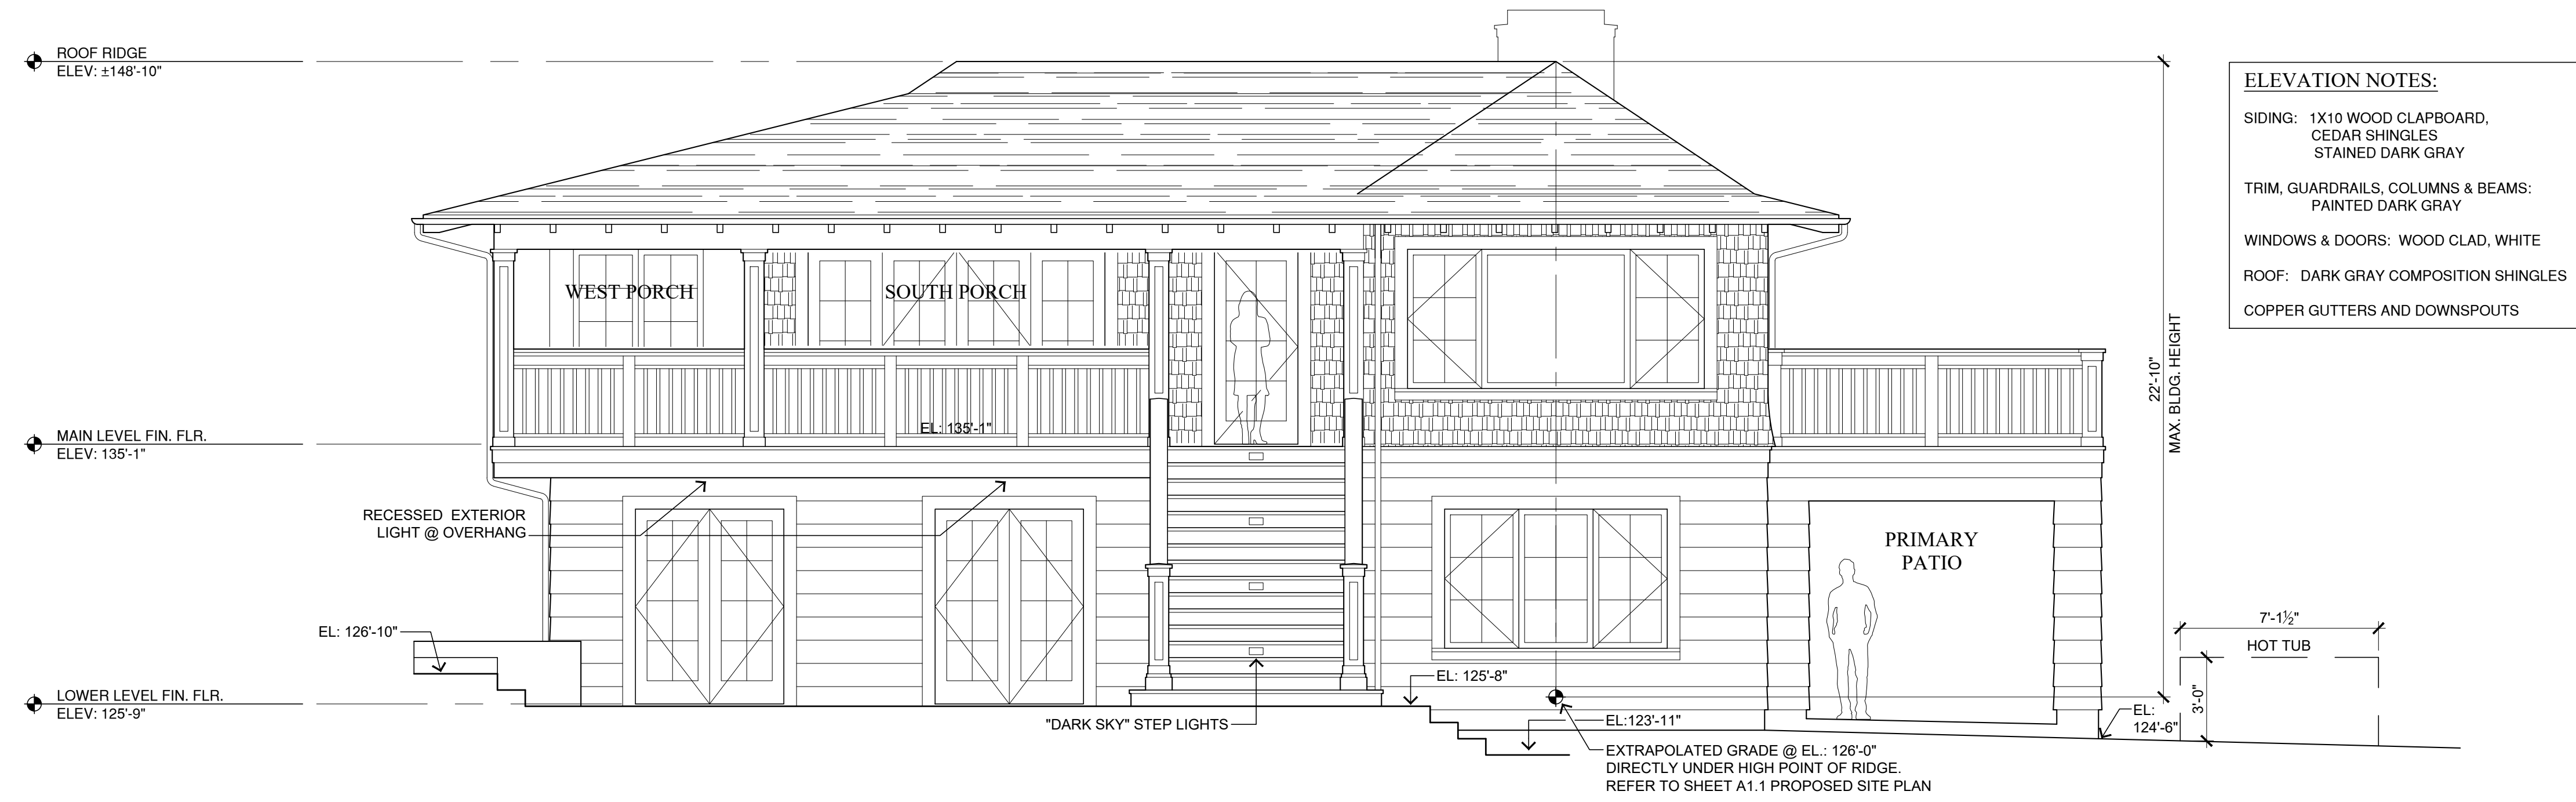 ROOF RIDGE
ELEV: ±148'-10"
ELEVATION NOTES:
SIDING: 1X10 WOOD CLAPBOARD,
CEDAR SHINGLES
STAINED DARK GRAY
TRIM, GUARDRAILS, COLUMNS & BEAMS:
PAINTED DARK GRAY
WINDOWS & DOORS: WOOD CLAD, WHITE
ROOF: DARK GRAY COMPOSITION SHINGLES
COPPER GUTTERS AND DOWNSPOUTS
WEST PORCH
SOUTH PORCH
22'-10"
MAX. BLDG. HEIGHT
EL: 135'-1"
MAIN LEVEL FIN. FLR.
ELEV: 135'-1"
RECESSED EXTERIOR
LIGHT @ OVERHANG
PRIMARY
PATIO
EL: 126'-10"
7'-1½"
HOT TUB
3'-0"
EL: 125'-8"
LOWER LEVEL FIN. FLR.
ELEV: 125'-9"
"DARK SKY" STEP LIGHTS
EL:123'-11"
EL:
124'-6"
EXTRAPOLATED GRADE @ EL.: 126'-0"
DIRECTLY UNDER HIGH POINT OF RIDGE.
REFER TO SHEET A1.1 PROPOSED SITE PLAN